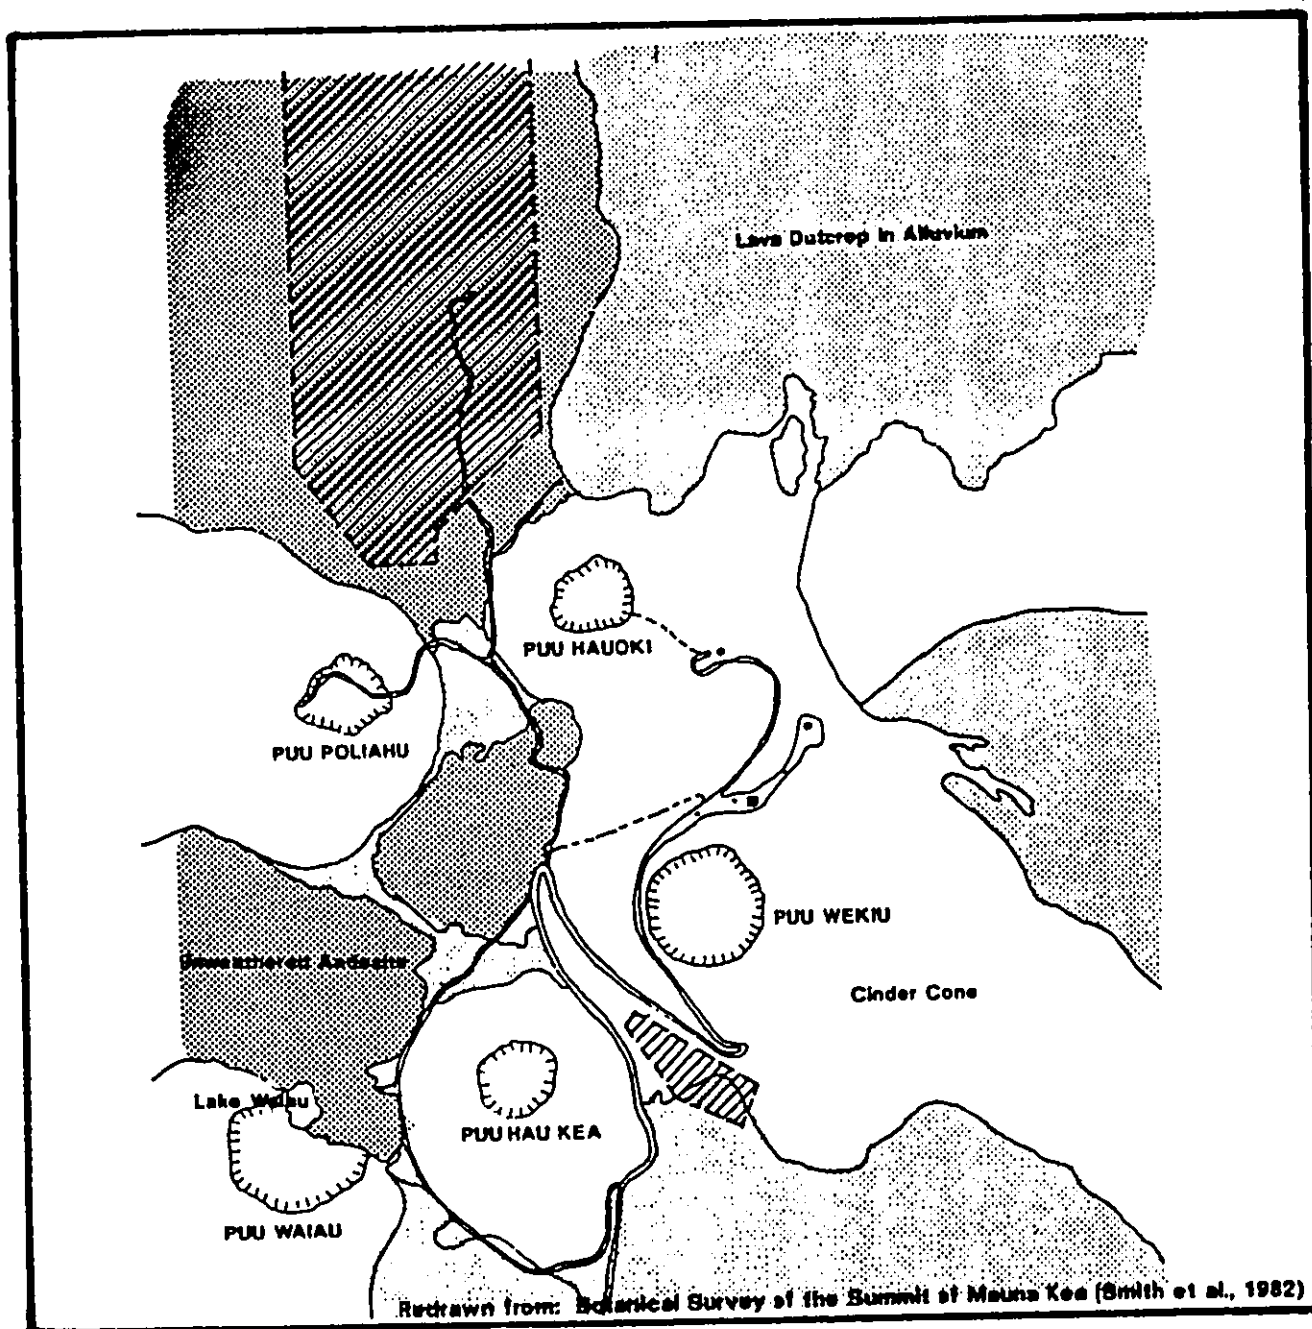 Lava Outcrop In Alluvium
PUU HAUOKI
PUU POLIAHU
PUU WEKIU
Unweathered Andesite
Cinder Cone
Lake Waiau
PUU HAU KEA
PUU WAIAU
Redrawn from: Botanical Survey of the Summit of Mauna Kea (Smith et al., 1982)